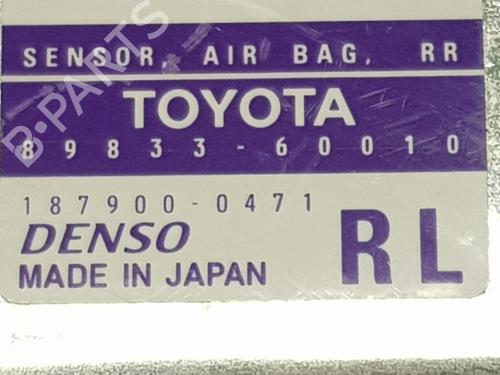 SENSOR, AIR BAG, RR
TOYOTA
89833-60010
187900-0471
DENSO
MADE IN JAPAN
RL
B-PARTS